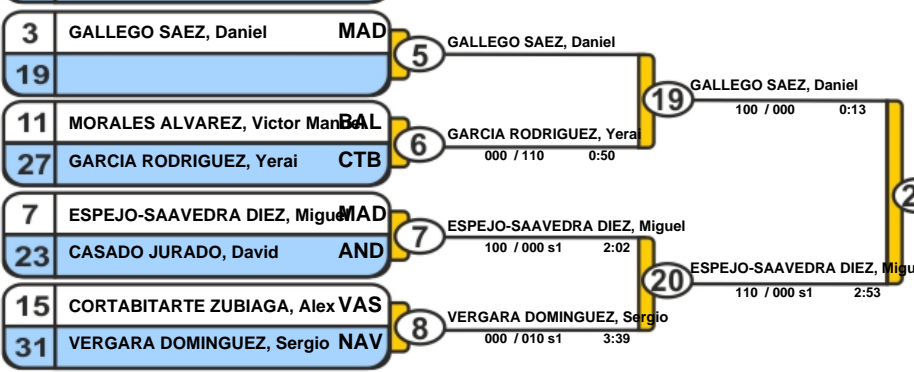 3 GALLEGO SAEZ, Daniel MAD
19
5 GALLEGO SAEZ, Daniel
11 MORALES ALVAREZ, Victor Manuel BAL
27 GARCIA RODRIGUEZ, Yerai CTB
6 GARCIA RODRIGUEZ, Yerai
000 / 110 0:50
19 GALLEGO SAEZ, Daniel
100 / 000 0:13
7 ESPEJO-SAAVEDRA DIEZ, Miguel MAD
23 CASADO JURADO, David AND
7 ESPEJO-SAAVEDRA DIEZ, Miguel
100 / 000 s1 2:02
15 CORTABITARTE ZUBIAGA, Alex VAS
31 VERGARA DOMINGUEZ, Sergio NAV
8 VERGARA DOMINGUEZ, Sergio
000 / 010 s1 3:39
20 ESPEJO-SAAVEDRA DIEZ, Migu
110 / 000 s1 2:53
2